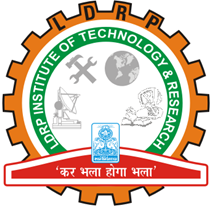 LDRP
LDRP INSTITUTE OF TECHNOLOGY & RESEARCH
'कर भला होगा भला'